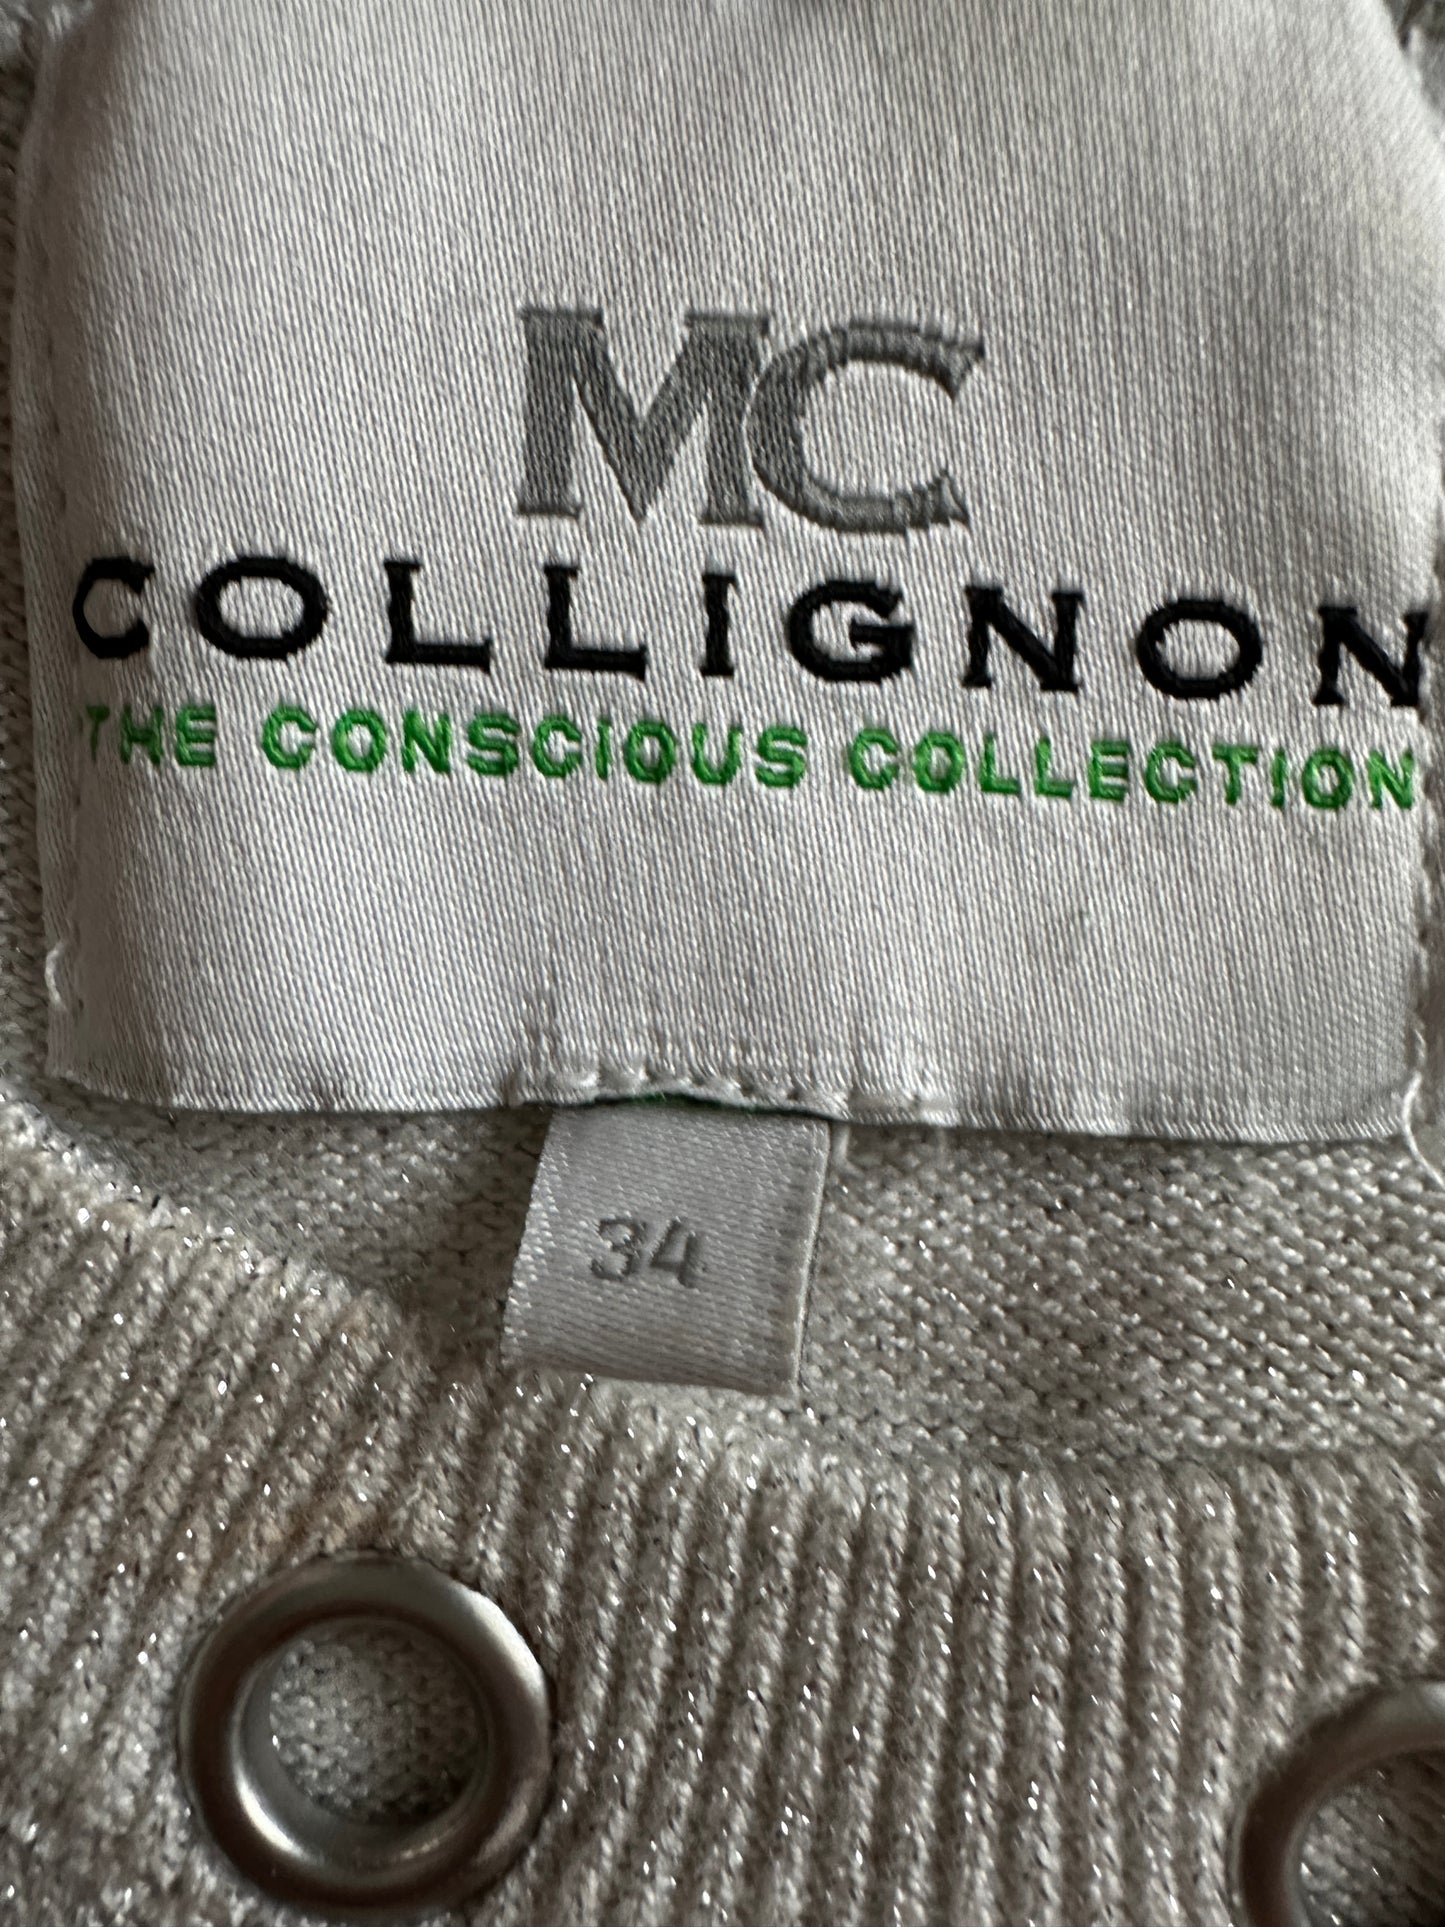 MC
COLLIGNON
THE CONSCIOUS COLLECTION
34